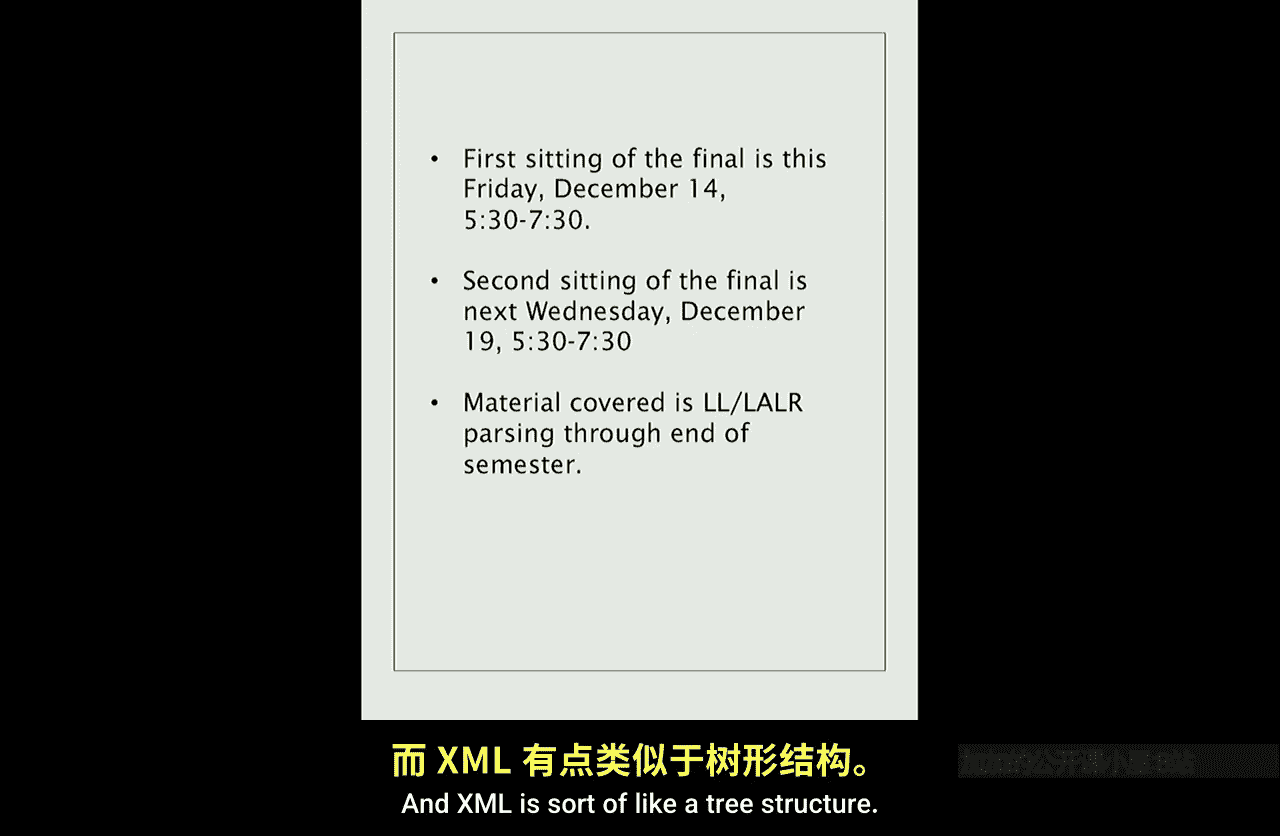 • First sitting of the final is this
Friday, December 14,
5:30-7:30.
• Second sitting of the final is
next Wednesday, December
19, 5:30-7:30
• Material covered is LL/LALR
parsing through end of
semester.
而 XML 有点类似于树形结构。
And XML is sort of like a tree structure.